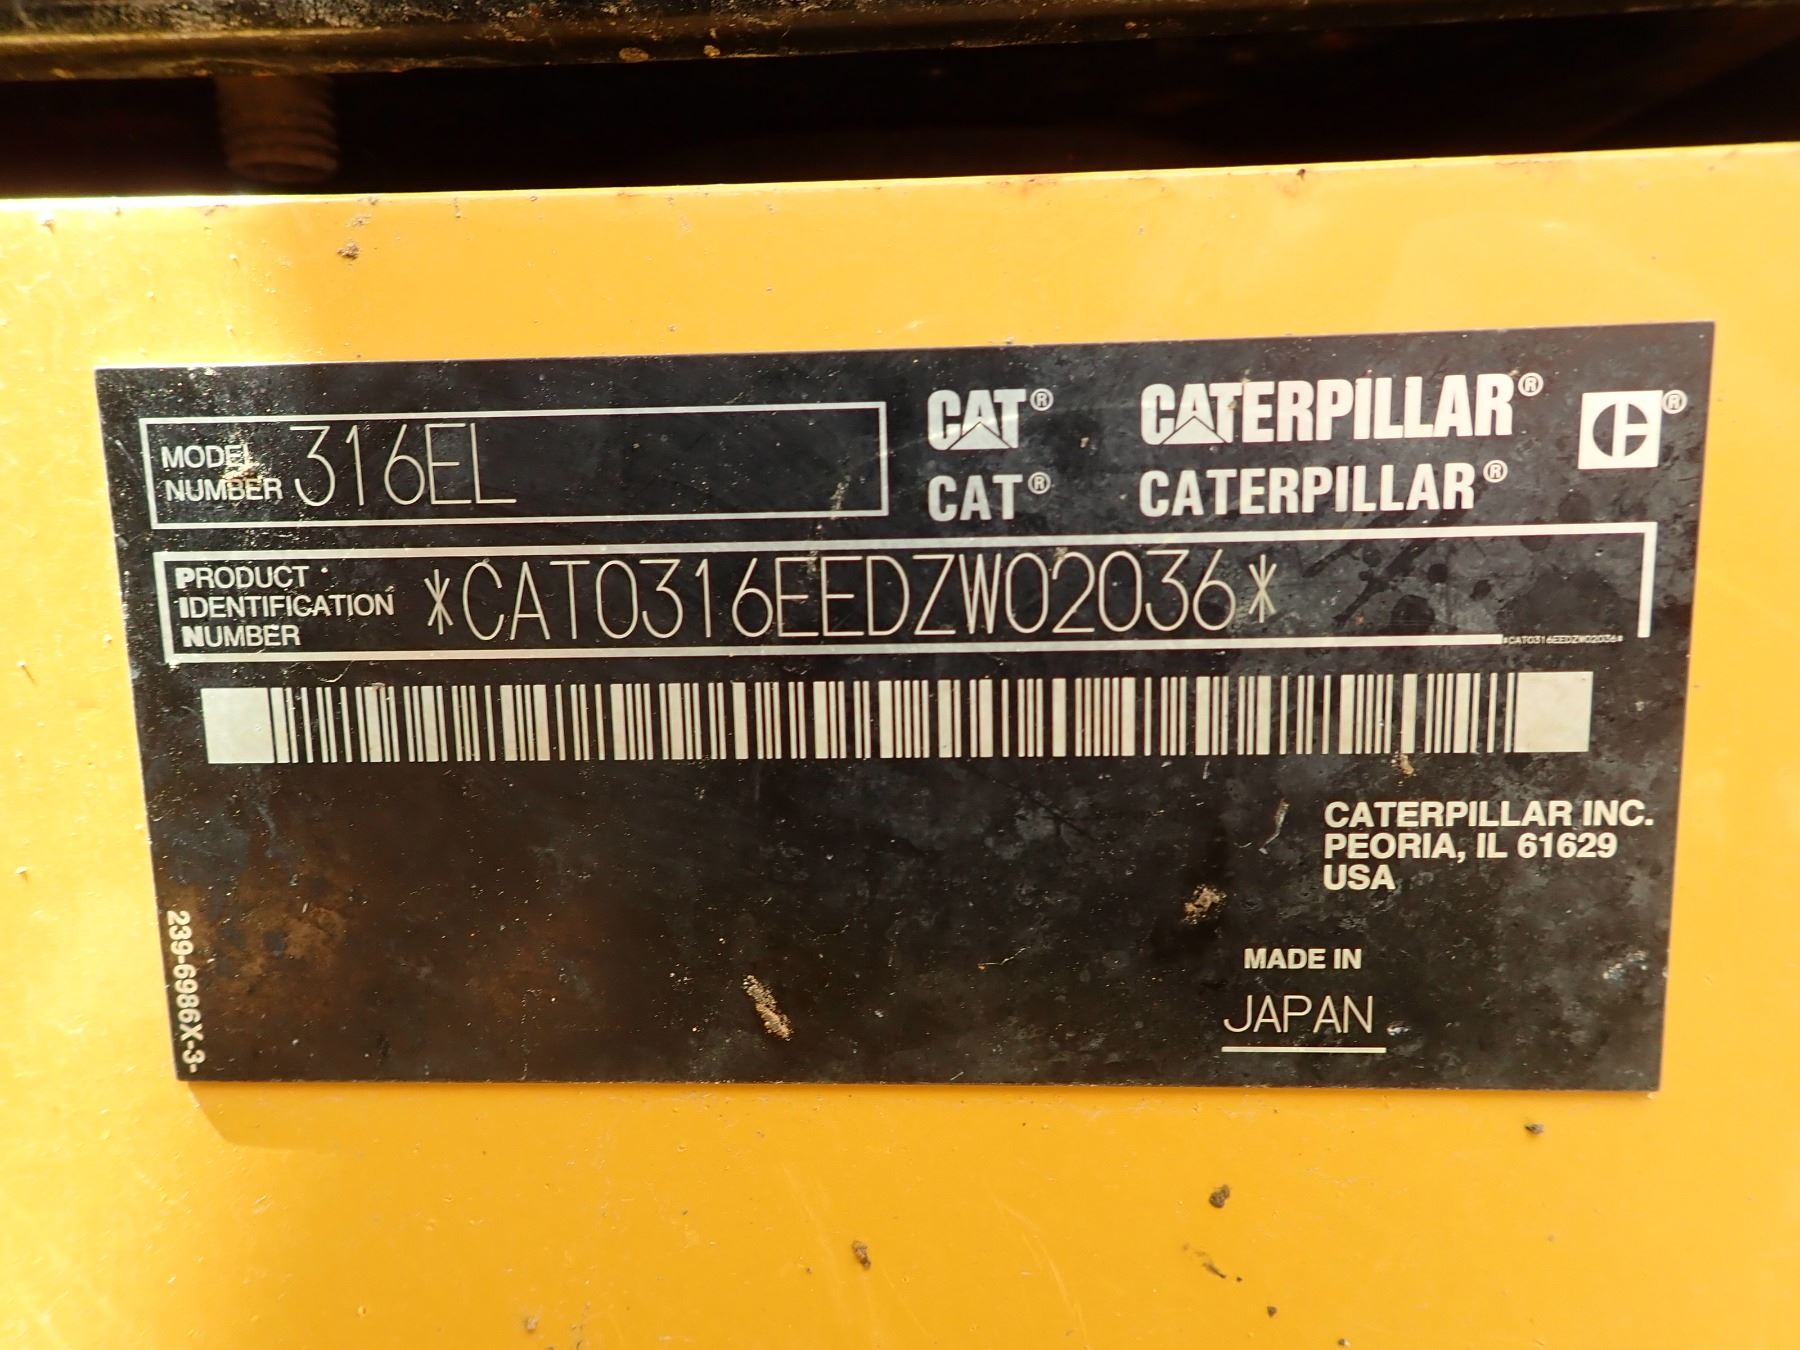 MODEL
NUMBER 316EL
CAT® CATERPILLAR® ®
CAT® CATERPILLAR®
PRODUCT
IDENTIFICATION
NUMBER *CAT0316EEDZW02036*
*CAT0316EEDZW02036*
CATERPILLAR INC.
PEORIA, IL 61629
USA
MADE IN
JAPAN
239-6986X-3-